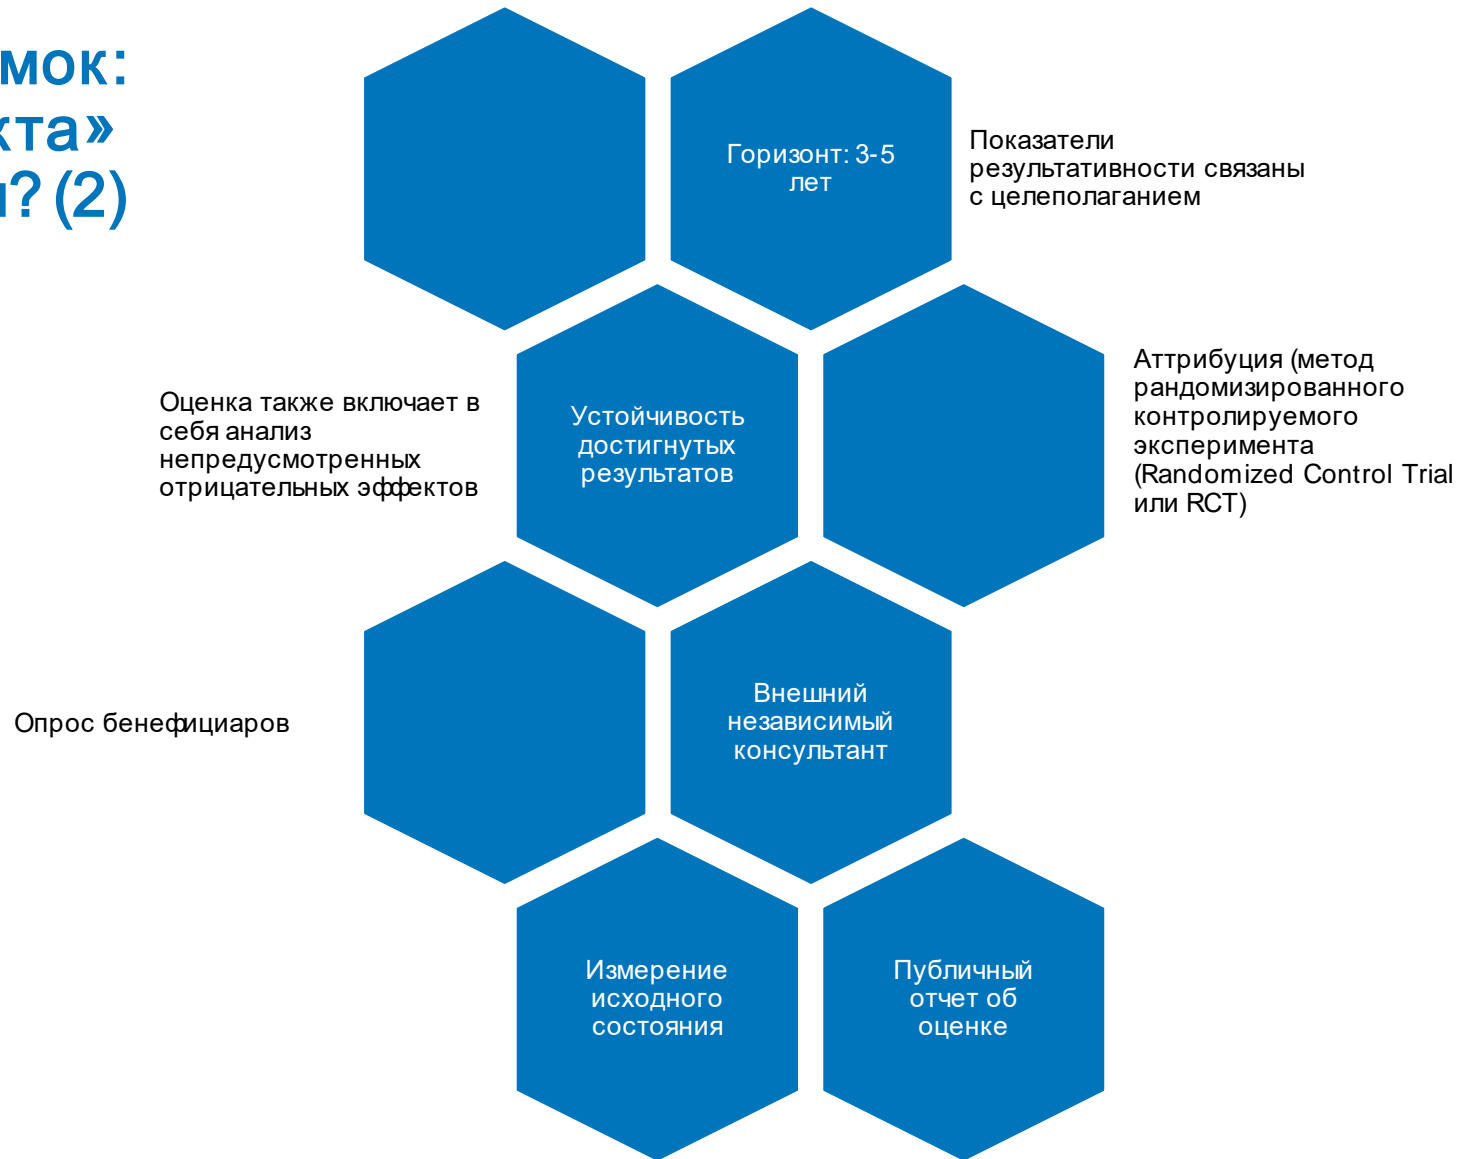 мок:
кта»
? (2)
Горизонт: 3-5
лет
Показатели
результативности связаны
с целеполаганием
Оценка также включает в
себя анализ
непредусмотренных
отрицательных эффектов
Устойчивость
достигнутых
результатов
Аттрибуция (метод
рандомизированного
контролируемого
эксперимента
(Randomized Control Trial
или RCT)
Опрос бенефициаров
Внешний
независимый
консультант
Измерение
исходного
состояния
Публичный
отчет об
оценке